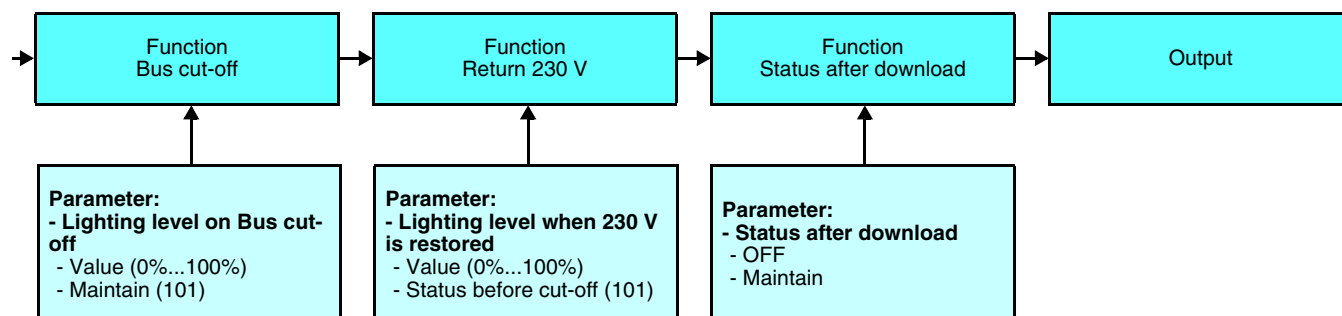 Function
Bus cut-off
Function
Return 230 V
Function
Status after download
Output
Parameter:
- Lighting level on Bus cut-
off
- Value (0%...100%)
- Maintain (101)
Parameter:
- Lighting level when 230 V
is restored
- Value (0%...100%)
- Status before cut-off (101)
Parameter:
- Status after download
- OFF
- Maintain